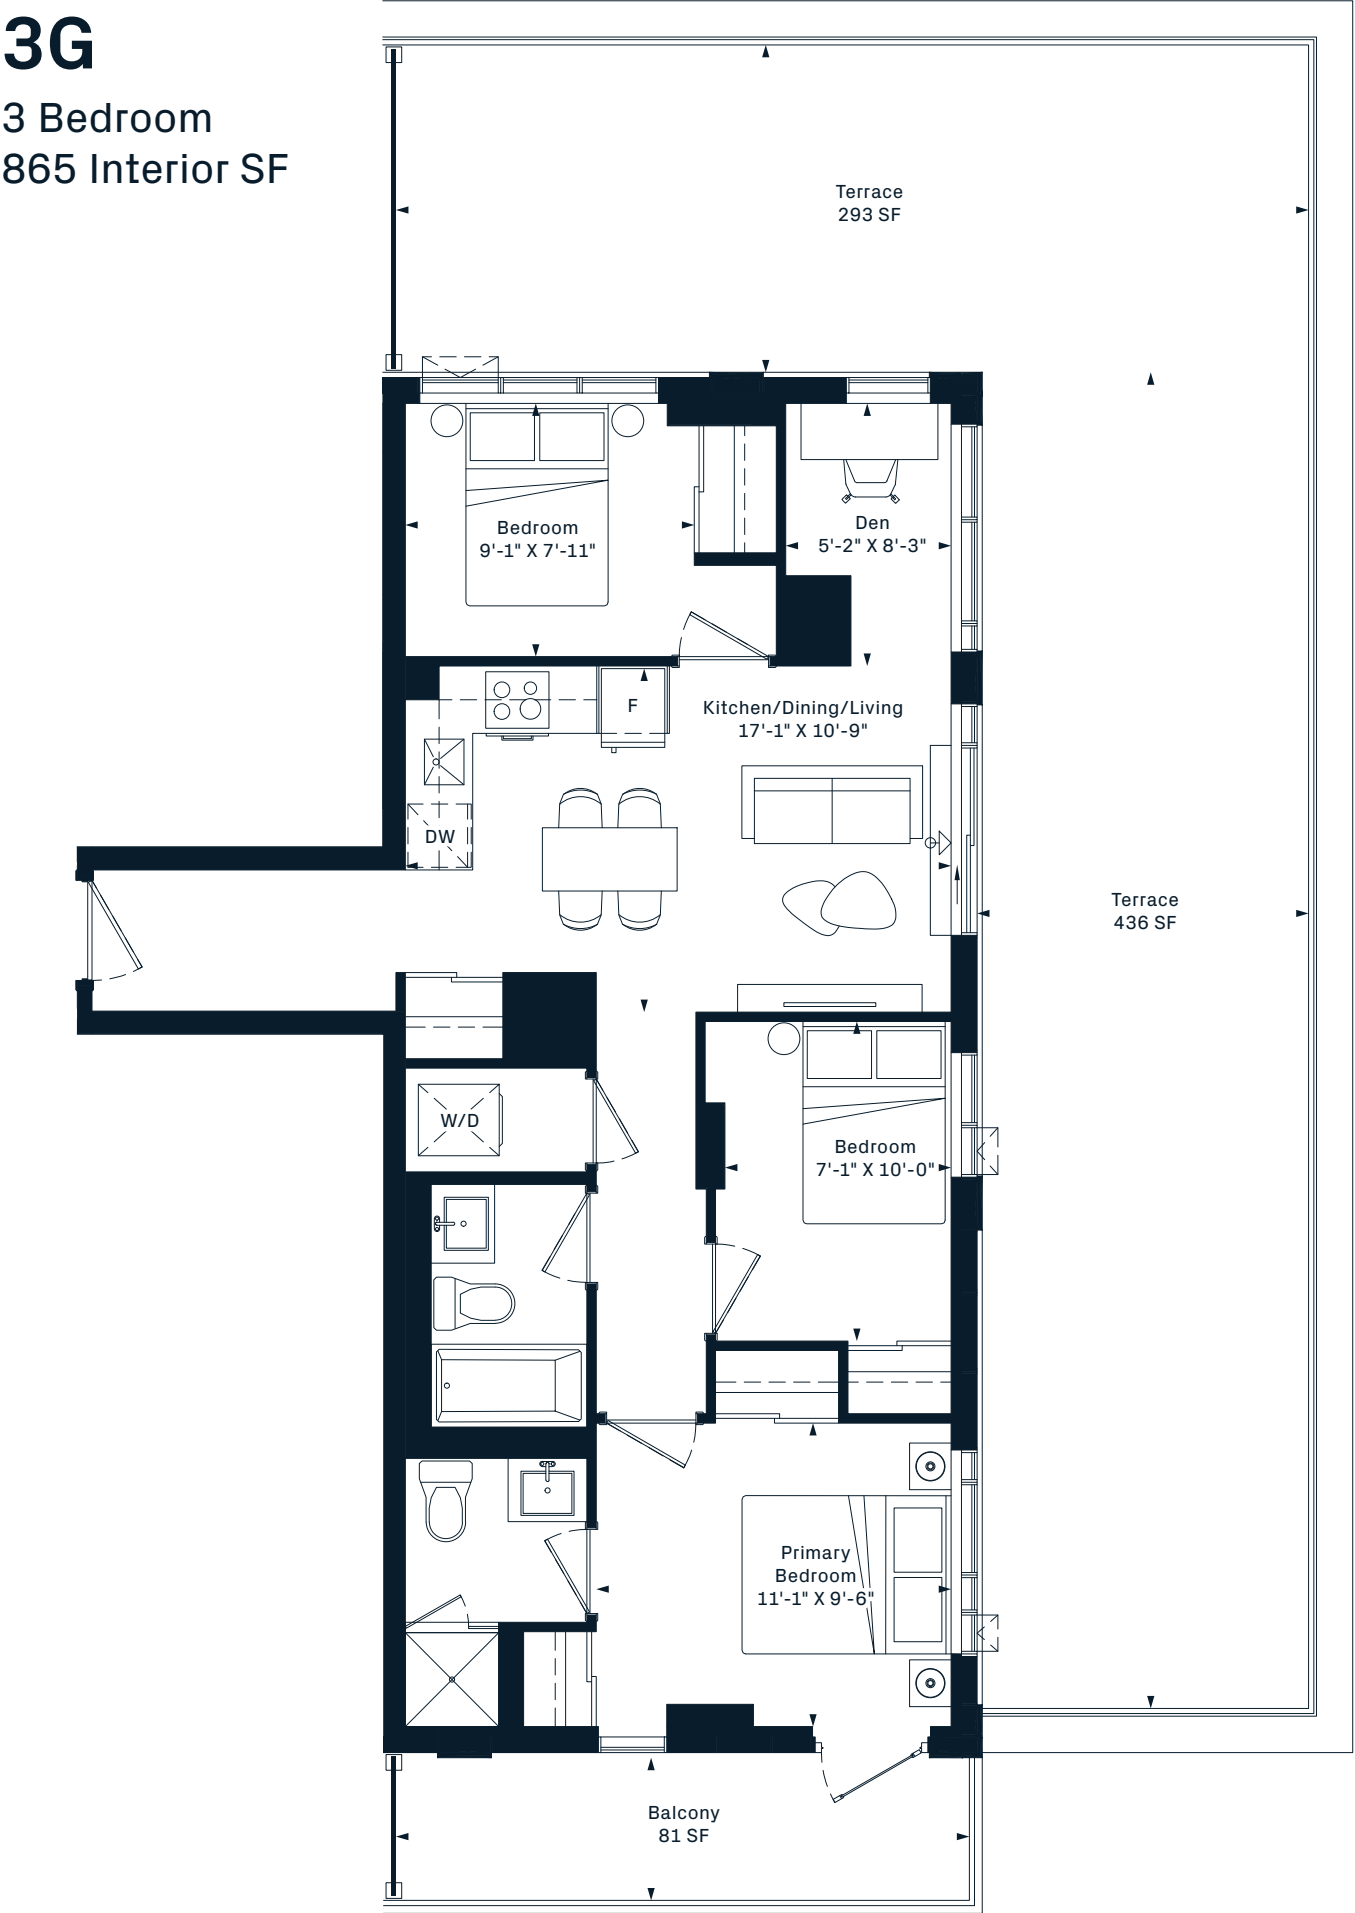 3G
3 Bedroom
865 Interior SF
Terrace
293 SF
Bedroom
9'-1" X 7'-11"
Den
5'-2" X 8'-3"
F
Kitchen/Dining/Living
17'-1" X 10'-9"
DW
Terrace
436 SF
W/D
Bedroom
7'-1" X 10'-0"
Primary
Bedroom
11'-1" X 9'-6"
Balcony
81 SF